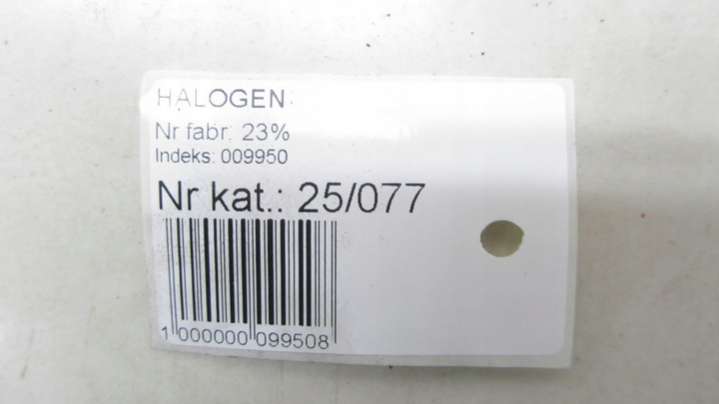 HALOGEN
Nr fabr: 23%
Indeks: 009950
Nr kat.: 25/077
1 000000 099508